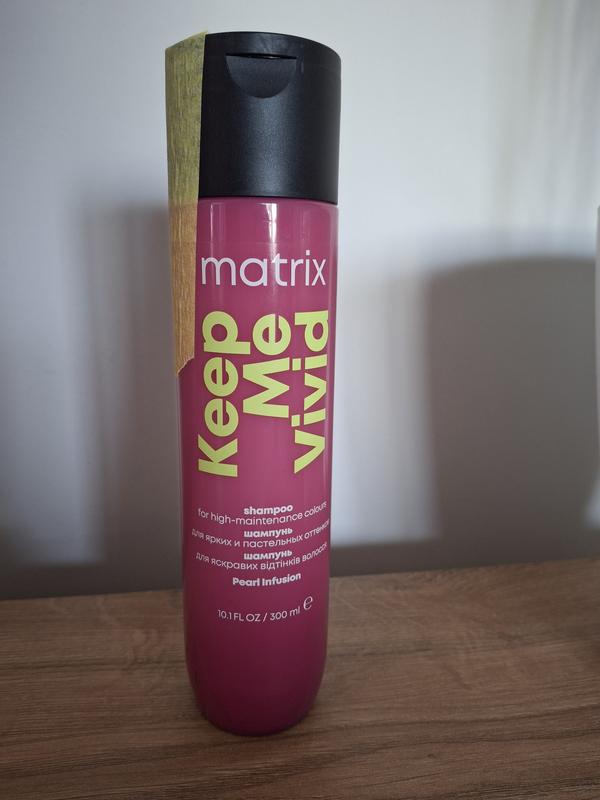 matrix
Keep
Me
vivid
shampoo
for high-maintenance colours
шампунь
для ярких и пастельных оттенков
шампунь
для яскравих відтінків волосся
Pearl Infusion
10.1 FL OZ / 300 ml ℮